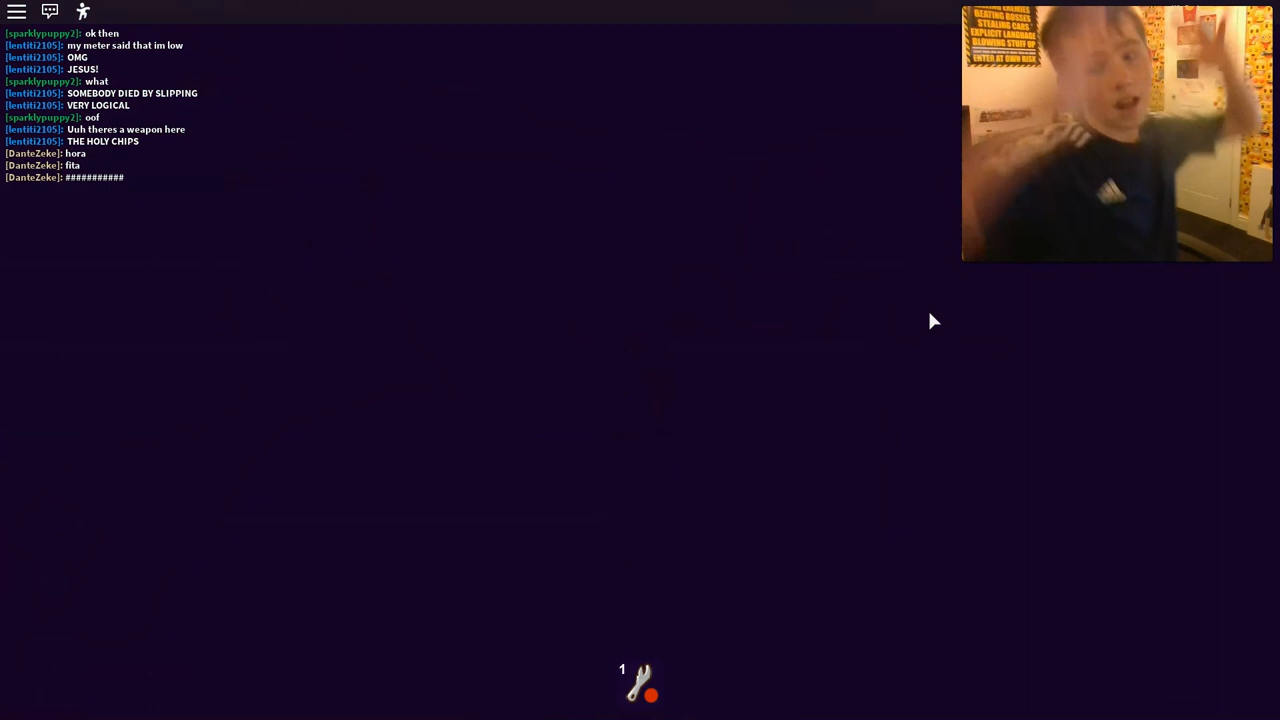 [sparklypuppy2]: ok then
[lentiti2105]: my meter said that im low
[lentiti2105]: OMG
[lentiti2105]: JESUS!
[sparklypuppy2]: what
[lentiti2105]: SOMEBODY DIED BY SLIPPING
[lentiti2105]: VERY LOGICAL
[sparklypuppy2]: oof
[lentiti2105]: Uuh theres a weapon here
[lentiti2105]: THE HOLY CHIPS
[DanteZeke]: hora
[DanteZeke]: fita
[DanteZeke]: ###########
BEATING BOSSES
STEALING CARS
EXPLICIT LANGUAGE
BLOWING STUFF UP
ENTER AT OWN RISK
1